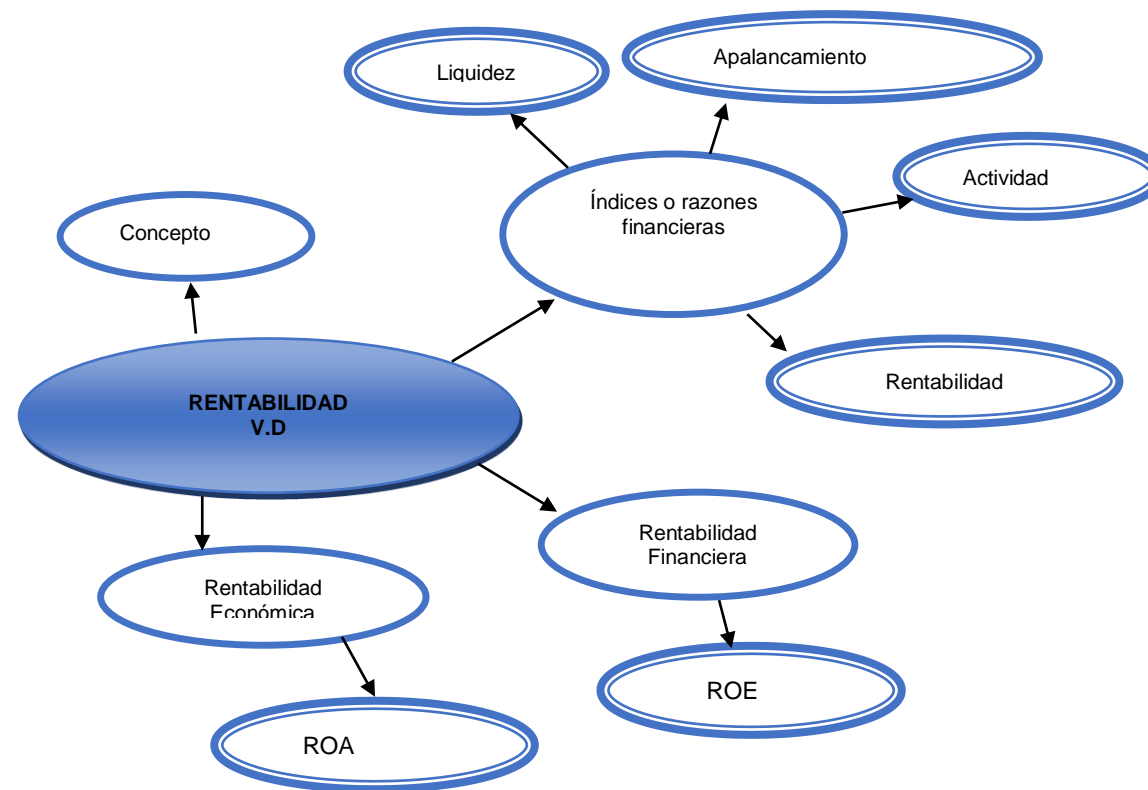 Apalancamiento
Liquidez
Actividad
Índices o razones
financieras
Concepto
Rentabilidad
RENTABILIDAD
V.D
Rentabilidad
Financiera
Rentabilidad
Económica
ROE
ROA